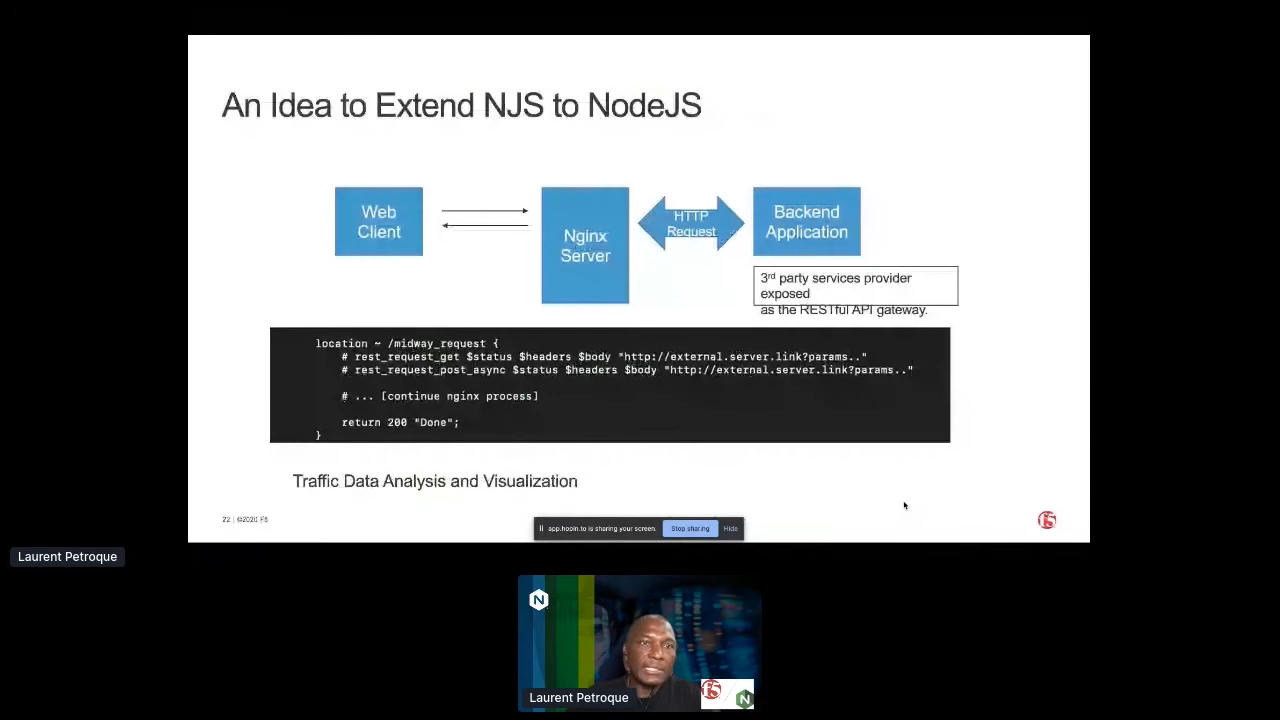 An Idea to Extend NJS to NodeJS
Web
Client
Nginx
Server
HTTP
Request
Backend
Application
3rd party services provider
exposed
as the RESTful API gateway.
location ~ /midway_request {
# rest_request_get $status $headers $body "http://external.server.link?params.."
# rest_request_post_async $status $headers $body "http://external.server.link?params.."
# ... [continue nginx process]
return 200 "Done";
}
Traffic Data Analysis and Visualization
22 | ©2020 F5
app.hopin.to is sharing your screen.
Stop sharing
Hide
f5
Laurent Petroque
N
Laurent Petroque
f5
N